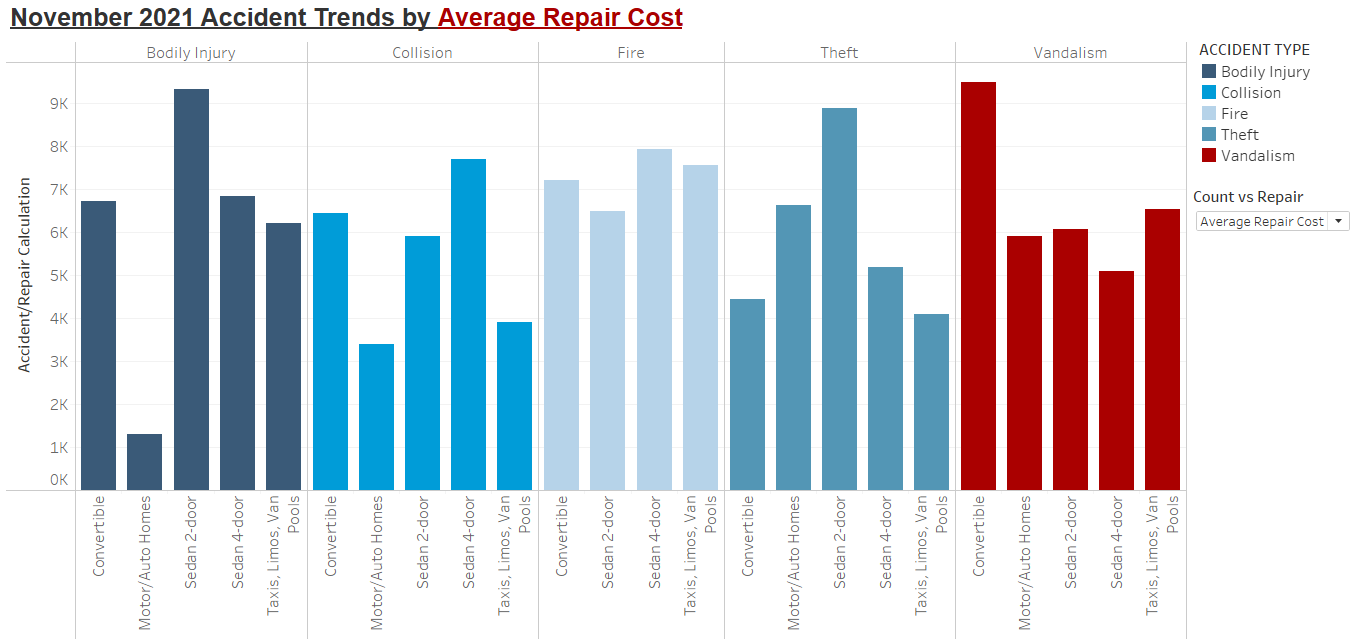 November 2021 Accident Trends by Average Repair Cost
Bodily Injury
Collision
Fire
Theft
Vandalism
Accident/Repair Calculation
9K
8K
7K
6K
5K
4K
3K
2K
1K
0K
Convertible
Motor/Auto Homes
Sedan 2-door
Sedan 4-door
Taxis, Limos, Van
Pools
Convertible
Motor/Auto Homes
Sedan 2-door
Sedan 4-door
Taxis, Limos, Van
Pools
Convertible
Sedan 2-door
Sedan 4-door
Taxis, Limos, Van
Pools
Convertible
Motor/Auto Homes
Sedan 2-door
Sedan 4-door
Taxis, Limos, Van
Pools
Convertible
Motor/Auto Homes
Sedan 2-door
Sedan 4-door
Taxis, Limos, Van
Pools
ACCIDENT TYPE
Bodily Injury
Collision
Fire
Theft
Vandalism
Count vs Repair
Average Repair Cost